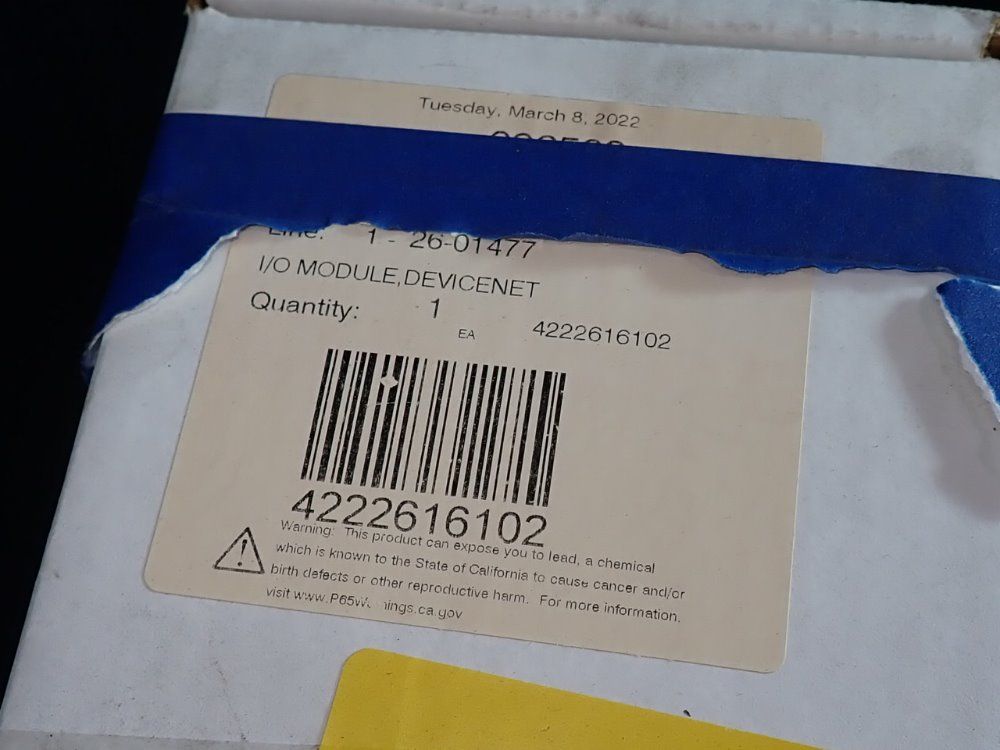 Tuesday, March 8, 2022
Line: 1 - 26-01477
I/O MODULE,DEVICENET
Quantity: 1
EA 4222616102
4222616102
Warning: This product can expose you to lead, a chemical
which is known to the State of California to cause cancer and/or
birth defects or other reproductive harm. For more information,
visit